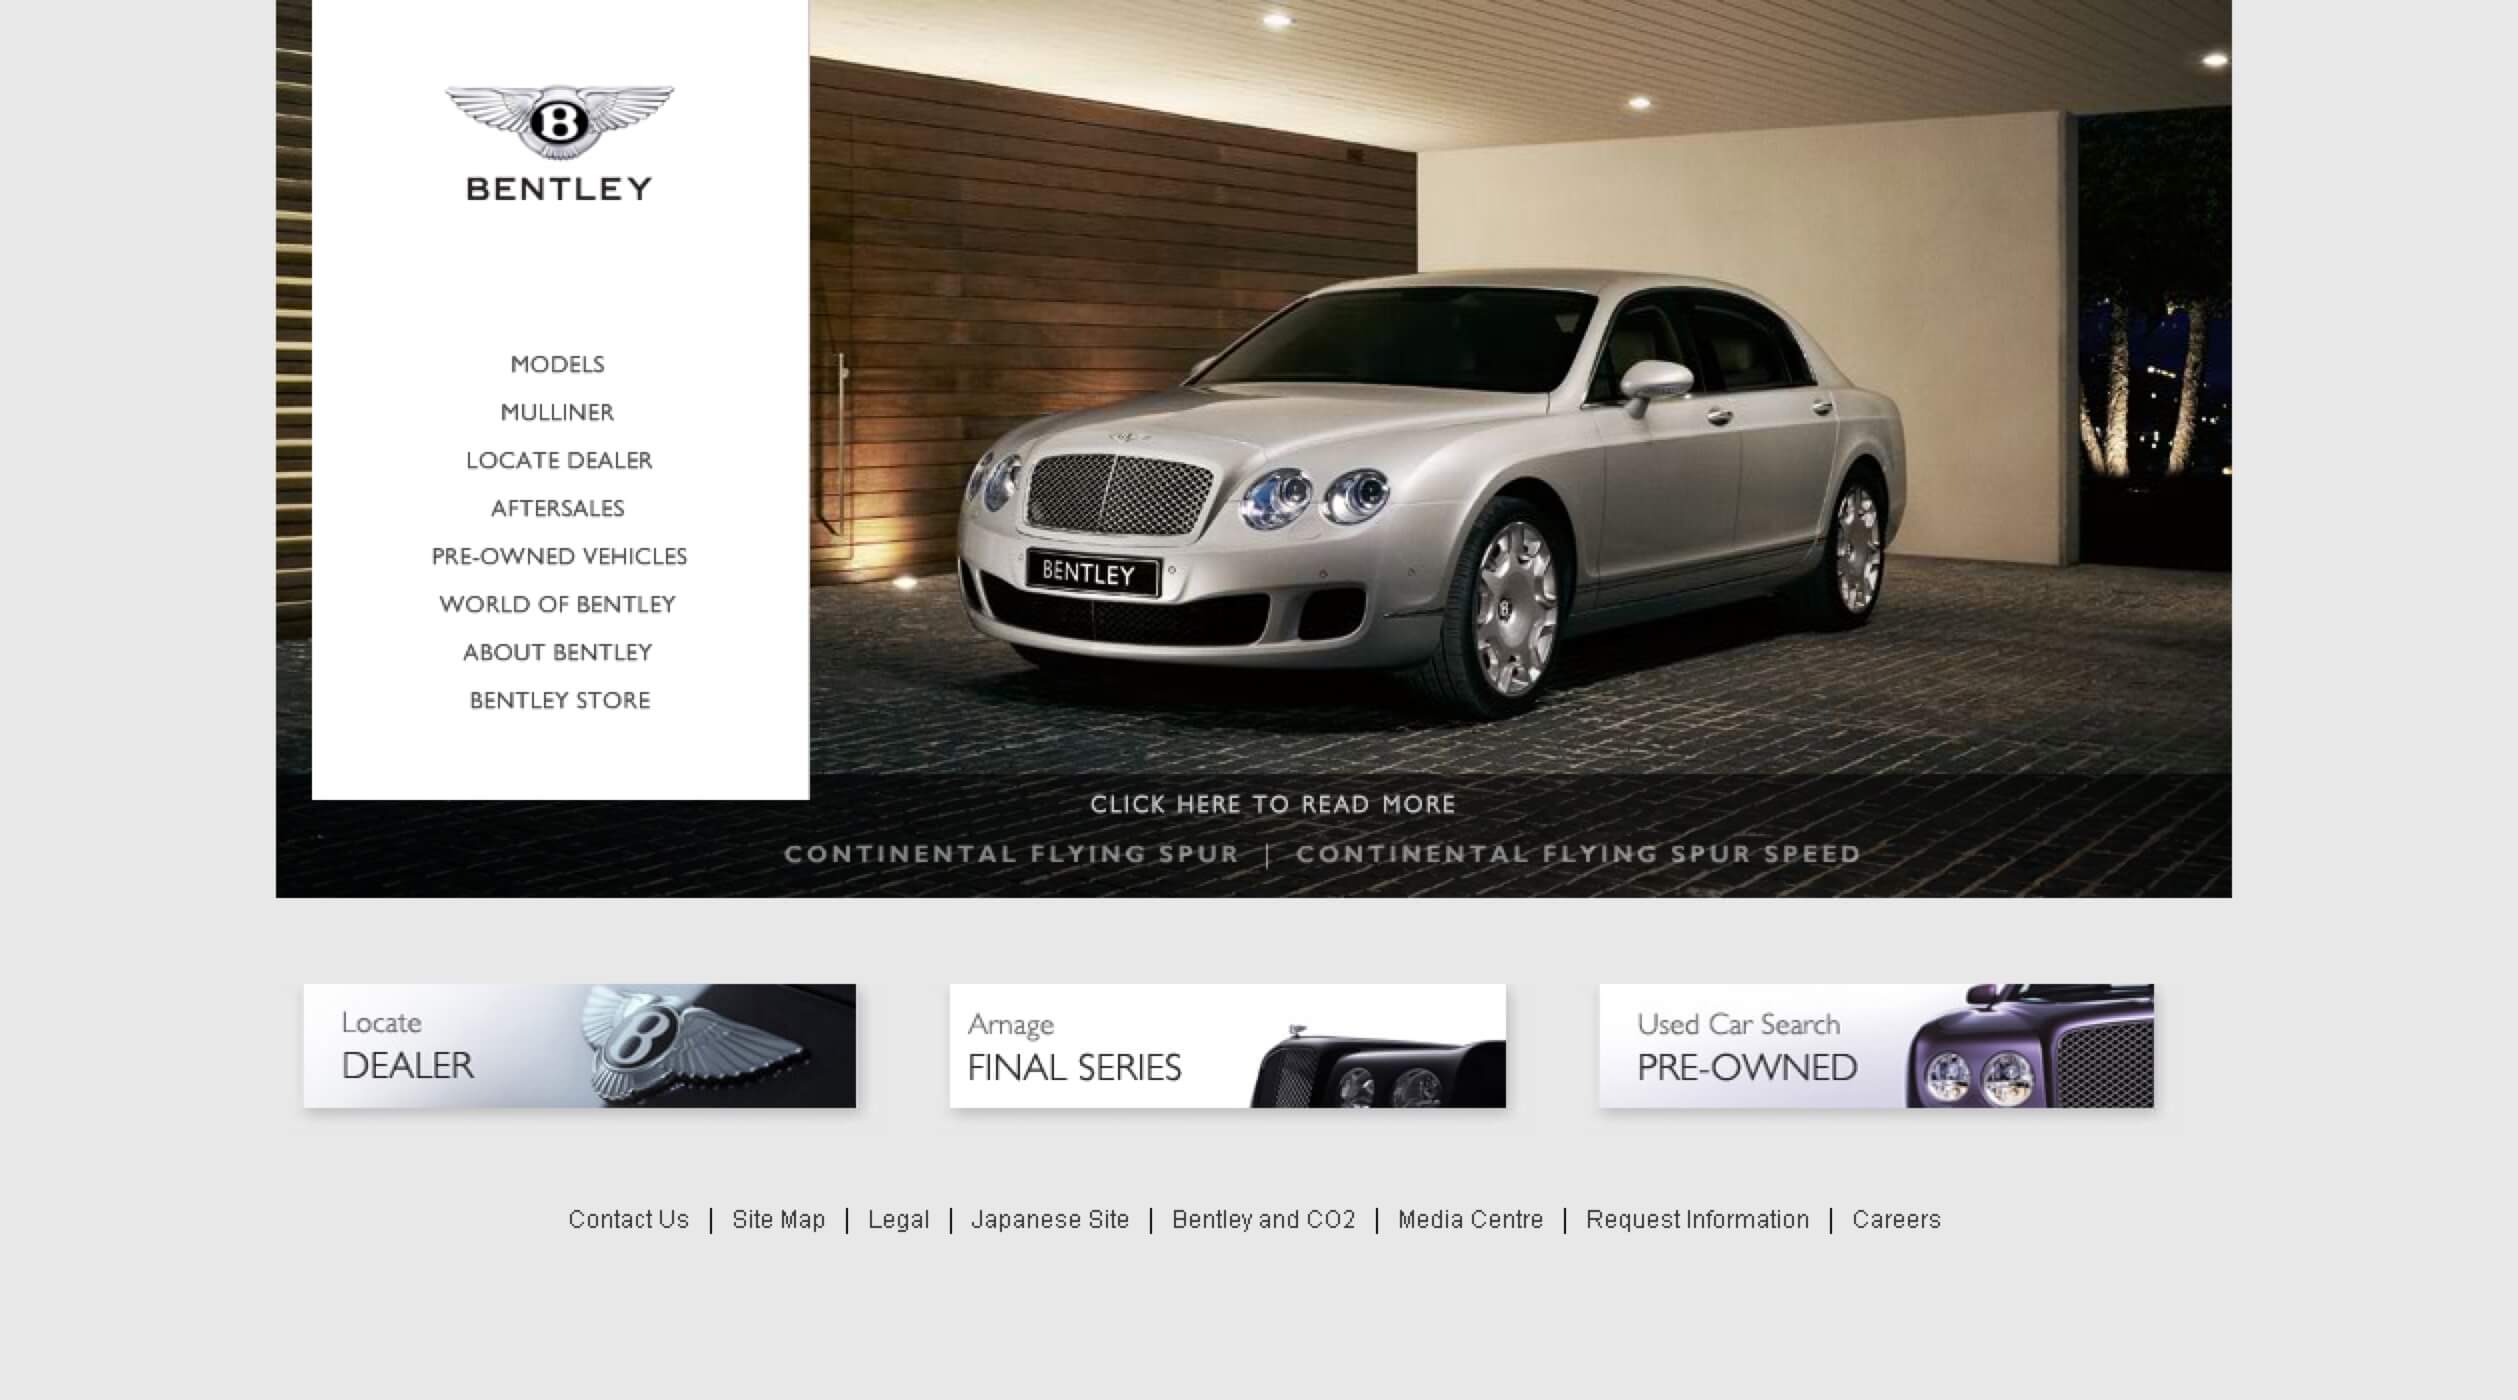 B
BENTLEY
MODELS
MULLINER
LOCATE DEALER
AFTERSALES
PRE-OWNED VEHICLES
WORLD OF BENTLEY
ABOUT BENTLEY
BENTLEY STORE
BENTLEY
B
CLICK HERE TO READ MORE
CONTINENTAL FLYING SPUR | CONTINENTAL FLYING SPUR SPEED
Locate
DEALER
B
Arnage
FINAL SERIES
Used Car Search
PRE-OWNED
Contact Us | Site Map | Legal | Japanese Site | Bentley and CO2 | Media Centre | Request Information | Careers